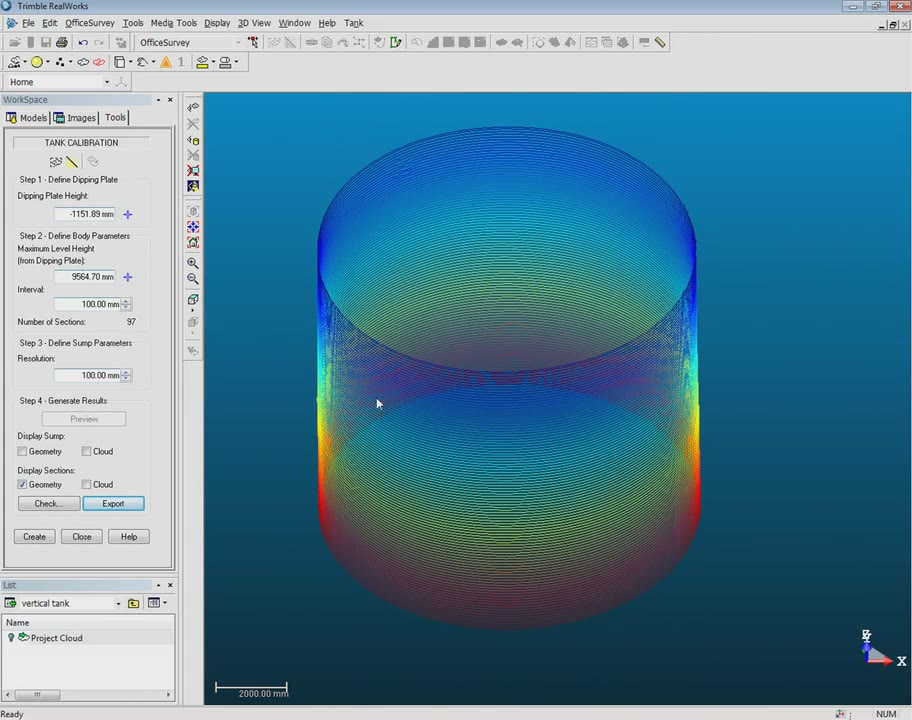 Trimble RealWorks
File Edit OfficeSurvey Tools Media Tools Display 3D View Window Help Tank
OfficeSurvey
1
Home
WorkSpace
Models Images Tools
TANK CALIBRATION
Step 1 - Define Dipping Plate
Dipping Plate Height:
-1151.89 mm
Step 2 - Define Body Parameters
Maximum Level Height
(from Dipping Plate):
9564.70 mm
Interval:
100.00 mm
Number of Sections: 97
Step 3 - Define Sump Parameters
Resolution:
100.00 mm
Step 4 - Generate Results
Preview
Display Sump:
Geometry Cloud
Display Sections:
Geometry Cloud
Check... Export
Create Close Help
List
vertical tank
Name
Project Cloud
X
2000.00 mm
Ready
NUM